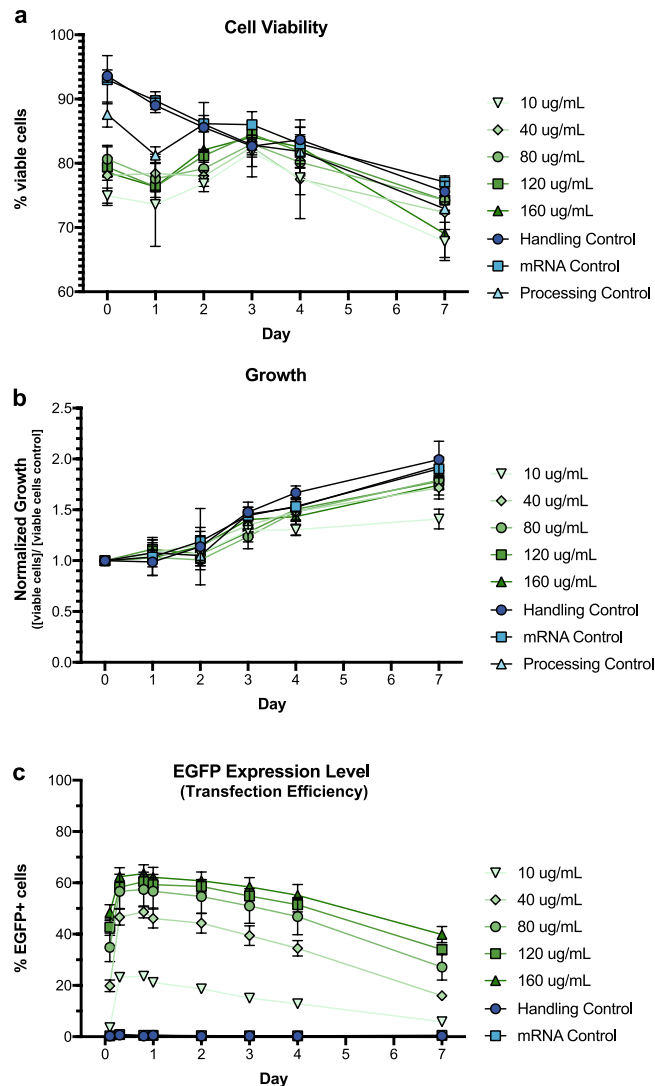 a
Cell Viability
100
90
80
70
60
% viable cells
0 1 2 3 4 5 6 7
Day
10 ug/mL
40 ug/mL
80 ug/mL
120 ug/mL
160 ug/mL
Handling Control
mRNA Control
Processing Control
b
Growth
2.5
2.0
1.5
1.0
0.5
0.0
Normalized Growth
([viable cells]/ [viable cells control]
0 1 2 3 4 5 6 7
Day
10 ug/mL
40 ug/mL
80 ug/mL
120 ug/mL
160 ug/mL
Handling Control
mRNA Control
Processing Control
c
EGFP Expression Level
(Transfection Efficiency)
100
80
60
40
20
0
% EGFP+ cells
0 1 2 3 4 5 6 7
Day
10 ug/mL
40 ug/mL
80 ug/mL
120 ug/mL
160 ug/mL
Handling Control
mRNA Control